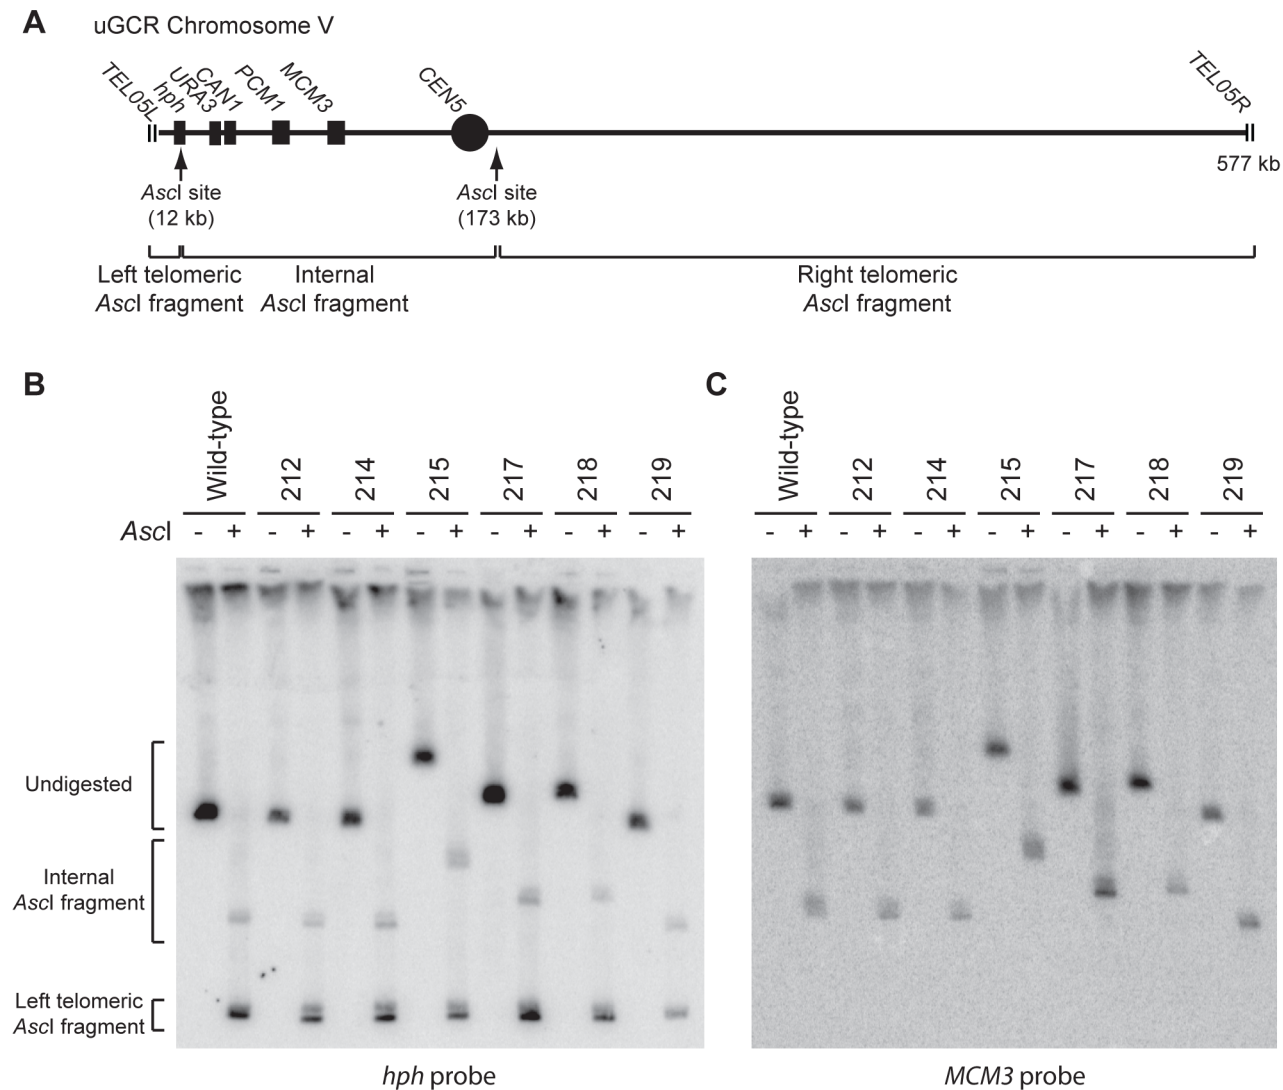 A uGCR Chromosome V
TEL05L hph URA3 CAN1 PCM1 MCM3 CEN5 TEL05R
577 kb
AscI site AscI site
(12 kb) (173 kb)
Left telomeric Internal Right telomeric
AscI fragment AscI fragment AscI fragment
B C
Wild-type 212 214 215 217 218 219 Wild-type 212 214 215 217 218 219
AscI - + - + - + - + - + - + - + - + - + - + - + - + - + - +
Undigested
Internal
AscI fragment
Left telomeric
AscI fragment
hph probe MCM3 probe